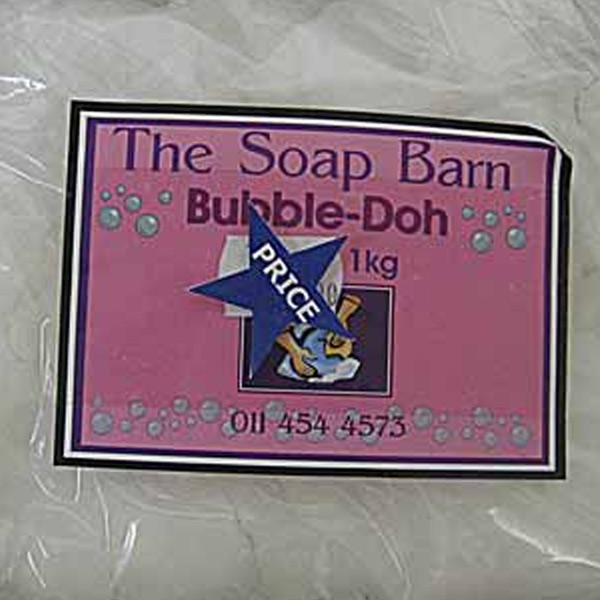 The Soap Barn
Bubble-Doh
1kg
PRICE
011 454 4573